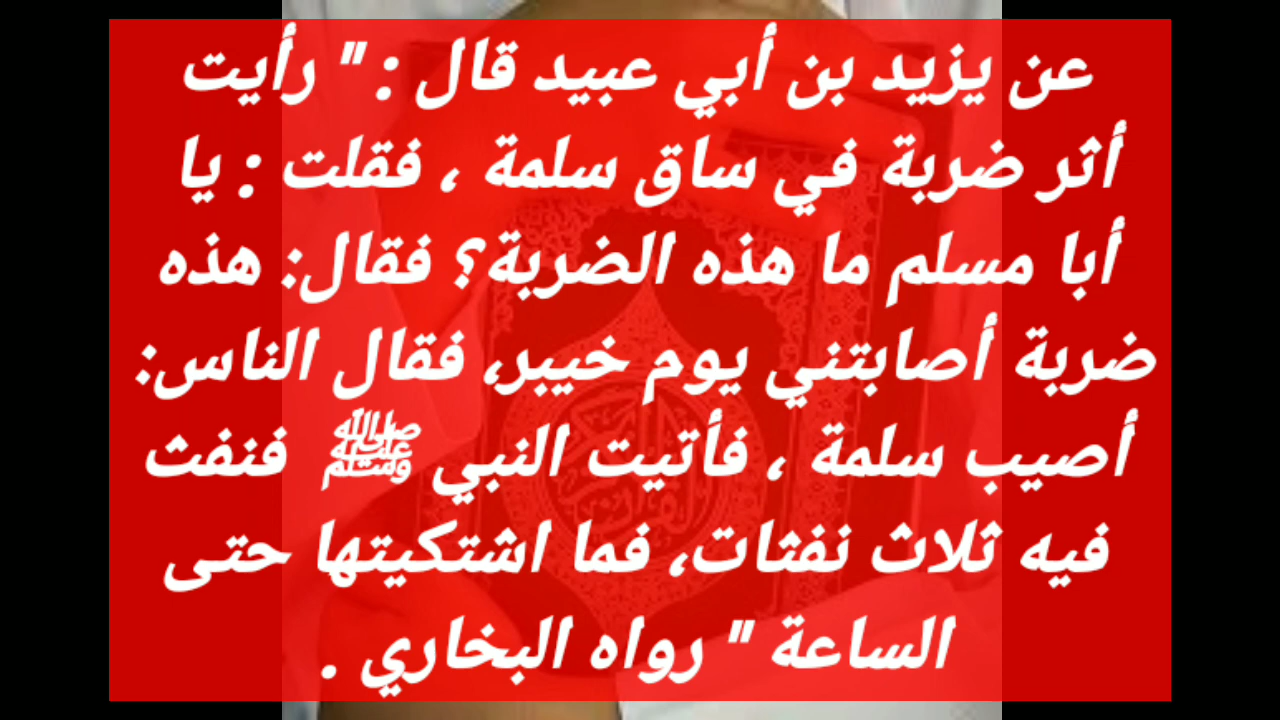 عن يزيد بن أبي عبيد قال : " رأيت
أثر ضربة في ساق سلمة ، فقلت : يا
أبا مسلم ما هذه الضربة؟ فقال: هذه
ضربة أصابتني يوم خيبر، فقال الناس:
أصيب سلمة ، فأتيت النبي ﷺ فنفث
فيه ثلاث نفثات، فما اشتكيتها حتى
الساعة " رواه البخاري .
القرآن الكريم